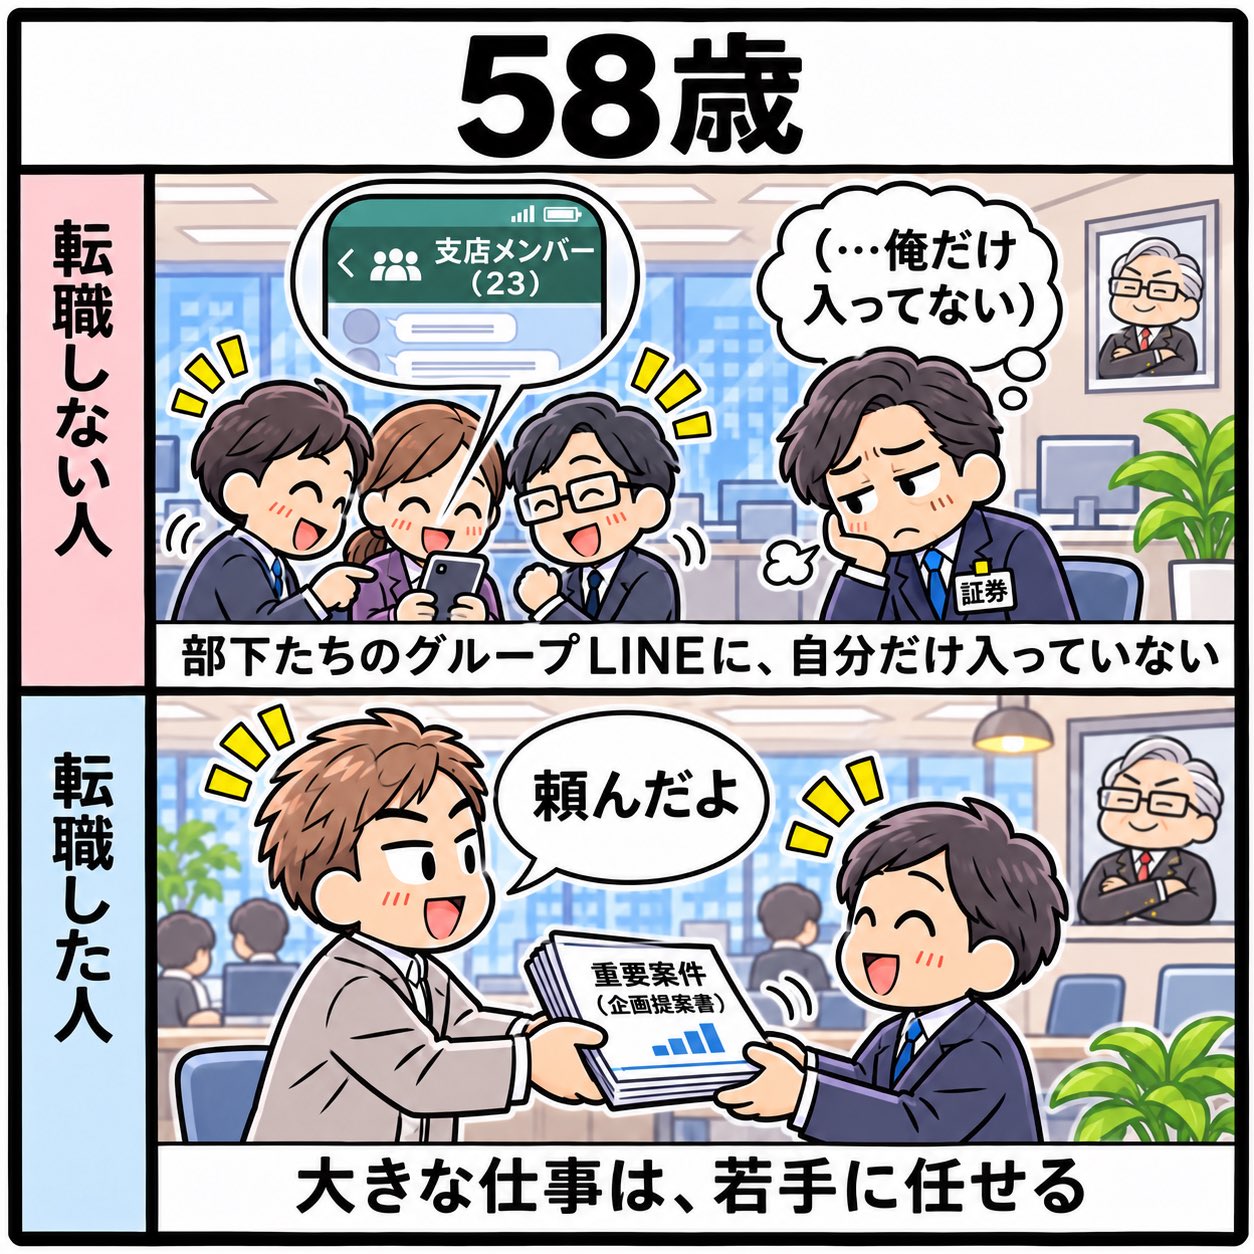 58歳
転職しない人
支店メンバー
(23)
(…俺だけ
入ってない)
証券
部下たちのグループLINEに、自分だけ入っていない
転職した人
頼んだよ
重要案件
(企画提案書)
大きな仕事は、若手に任せる